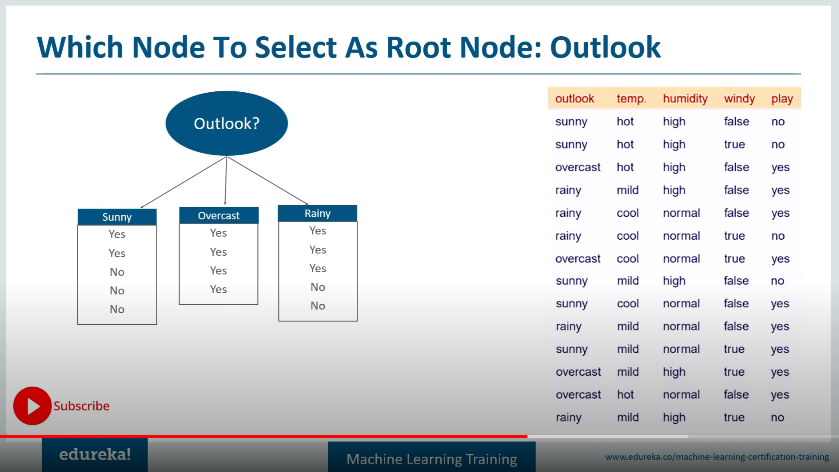 Which Node To Select As Root Node: Outlook
Outlook?
Sunny
Yes
Yes
No
No
No
Overcast
Yes
Yes
Yes
Yes
Rainy
Yes
Yes
Yes
No
No
outlook temp. humidity windy play
sunny hot high false no
sunny hot high true no
overcast hot high false yes
rainy mild high false yes
rainy cool normal false yes
rainy cool normal true no
overcast cool normal true yes
sunny mild high false no
sunny cool normal false yes
rainy mild normal false yes
sunny mild normal true yes
overcast mild high true yes
overcast hot normal false yes
rainy mild high true no
Subscribe
edureka!
Machine Learning Training
www.edureka.co/machine-learning-certification-training